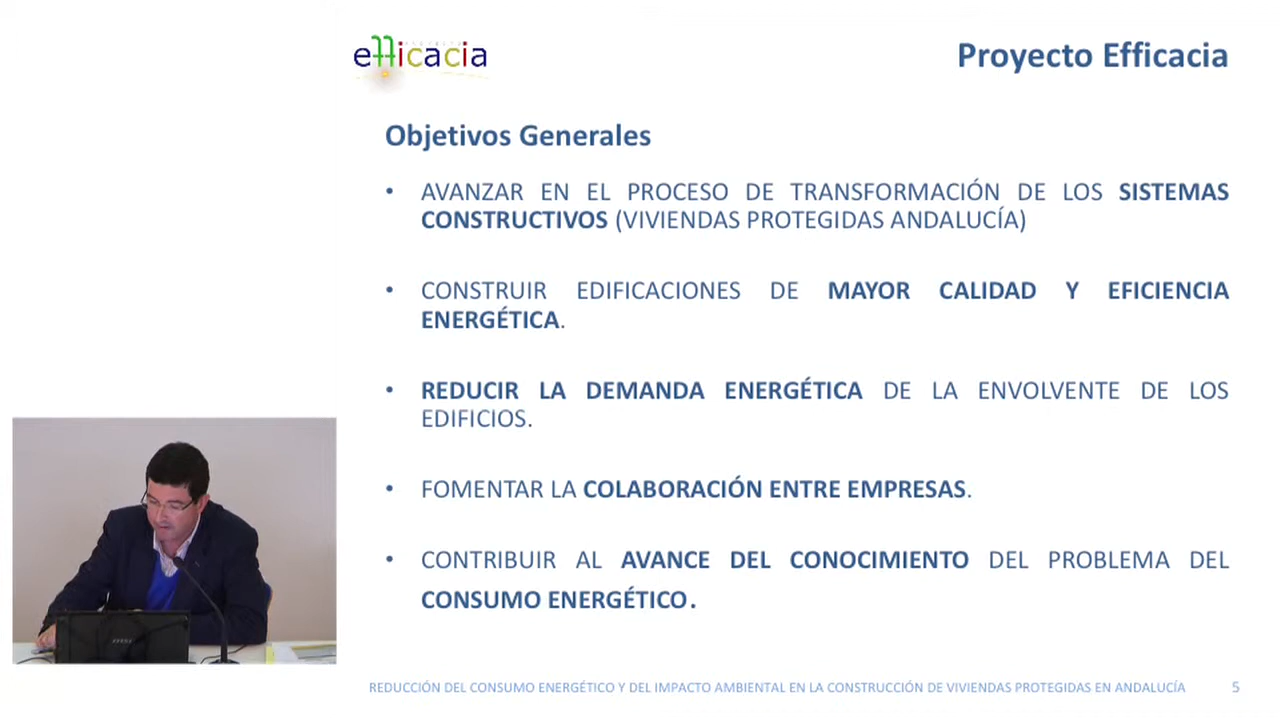 efficacia
Proyecto Efficacia
Objetivos Generales
• AVANZAR EN EL PROCESO DE TRANSFORMACIÓN DE LOS SISTEMAS
CONSTRUCTIVOS (VIVIENDAS PROTEGIDAS ANDALUCÍA)
• CONSTRUIR EDIFICACIONES DE MAYOR CALIDAD Y EFICIENCIA
ENERGÉTICA.
• REDUCIR LA DEMANDA ENERGÉTICA DE LA ENVOLVENTE DE LOS
EDIFICIOS.
• FOMENTAR LA COLABORACIÓN ENTRE EMPRESAS.
• CONTRIBUIR AL AVANCE DEL CONOCIMIENTO DEL PROBLEMA DEL
CONSUMO ENERGÉTICO.
REDUCCIÓN DEL CONSUMO ENERGÉTICO Y DEL IMPACTO AMBIENTAL EN LA CONSTRUCCIÓN DE VIVIENDAS PROTEGIDAS EN ANDALUCÍA 5